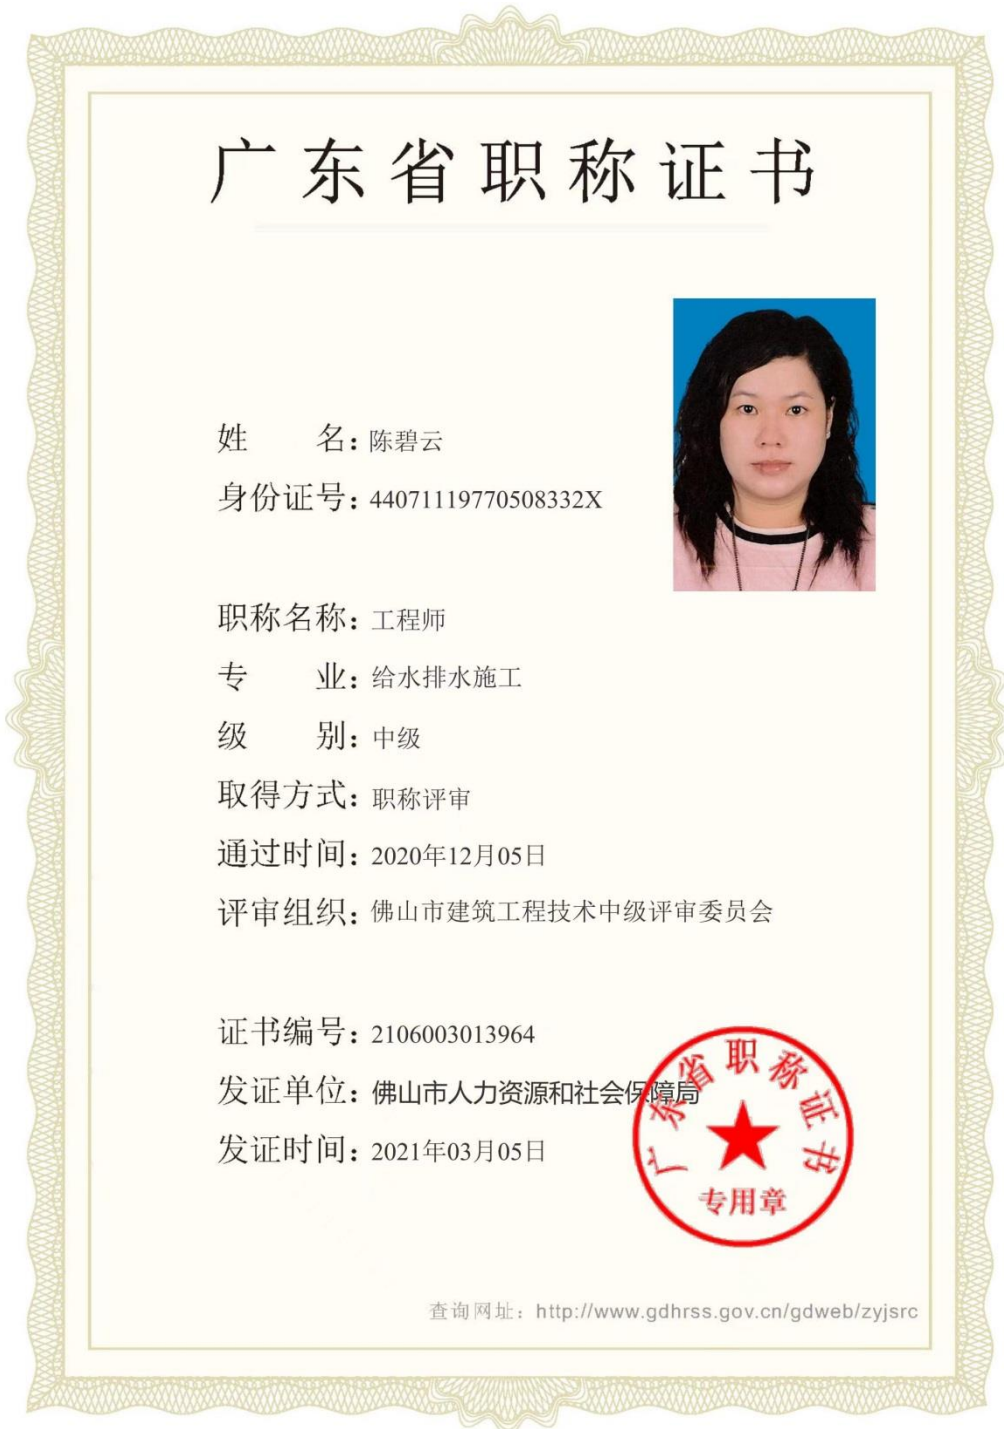 广东省职称证书
姓 名：陈碧云
身份证号：44071119770508332X
职称名称：工程师
专 业：给水排水施工
级 别：中级
取得方式：职称评审
通过时间：2020年12月05日
评审组织：佛山市建筑工程技术中级评审委员会
证书编号：2106003013964
发证单位：佛山市人力资源和社会保障局
发证时间：2021年03月05日
广东省职称证书
专用章
查询网址：http://www.gdhrss.gov.cn/gdweb/zyjsrc